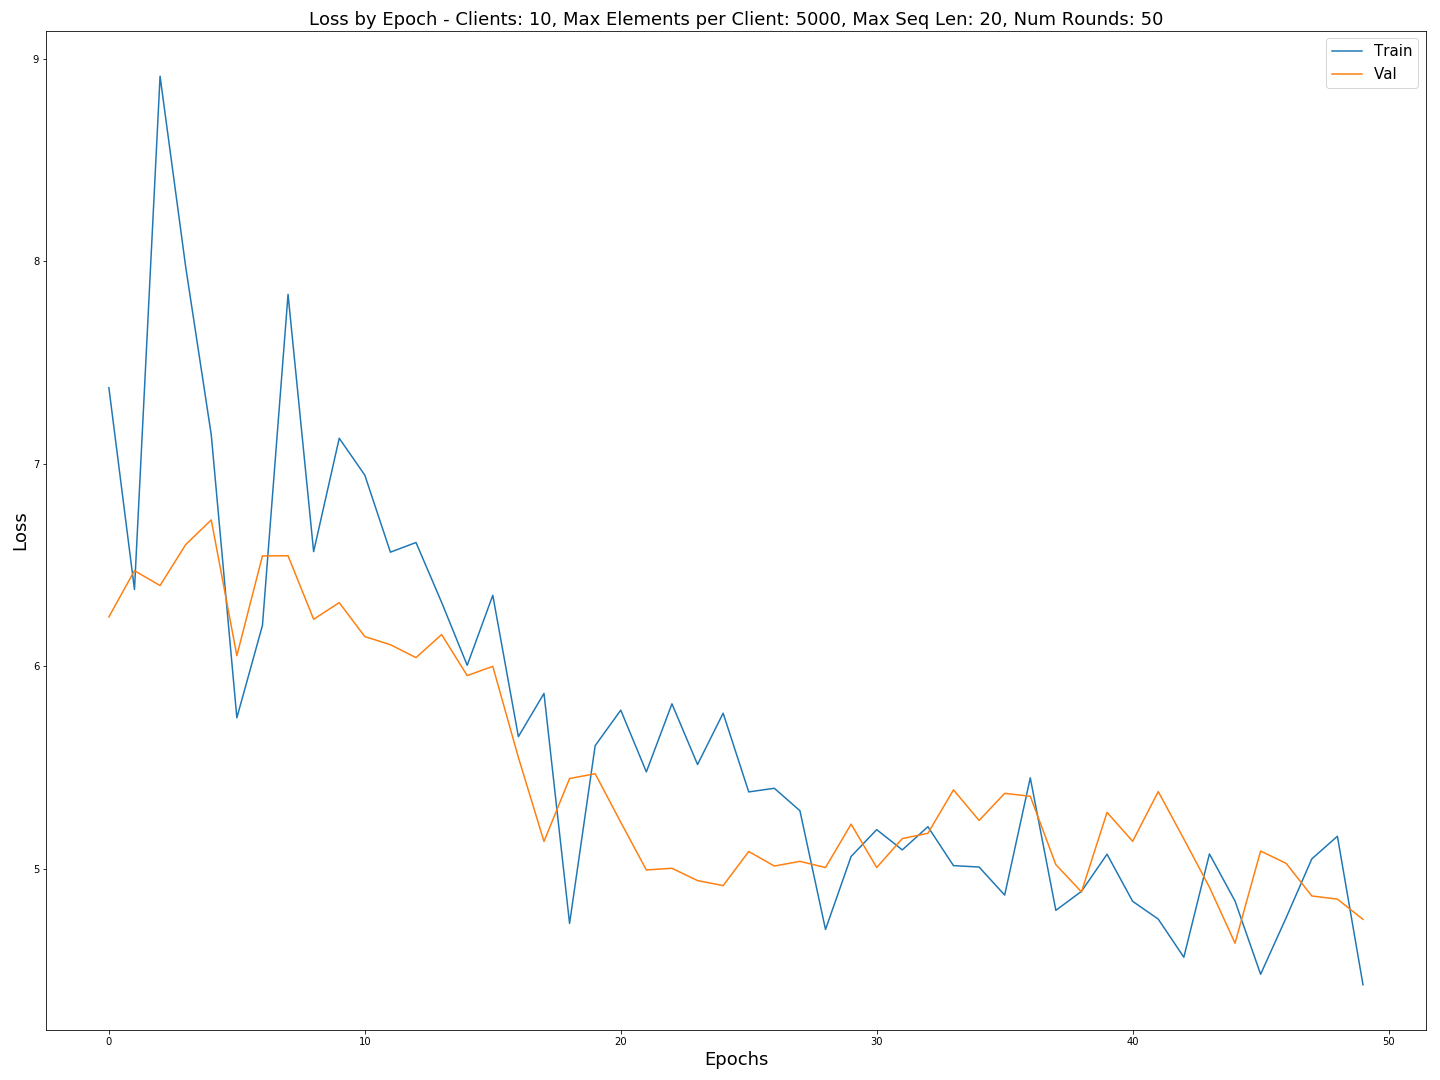 Loss by Epoch - Clients: 10, Max Elements per Client: 5000, Max Seq Len: 20, Num Rounds: 50
Train
Val
9
8
7
6
5
Loss
0 10 20 30 40 50
Epochs